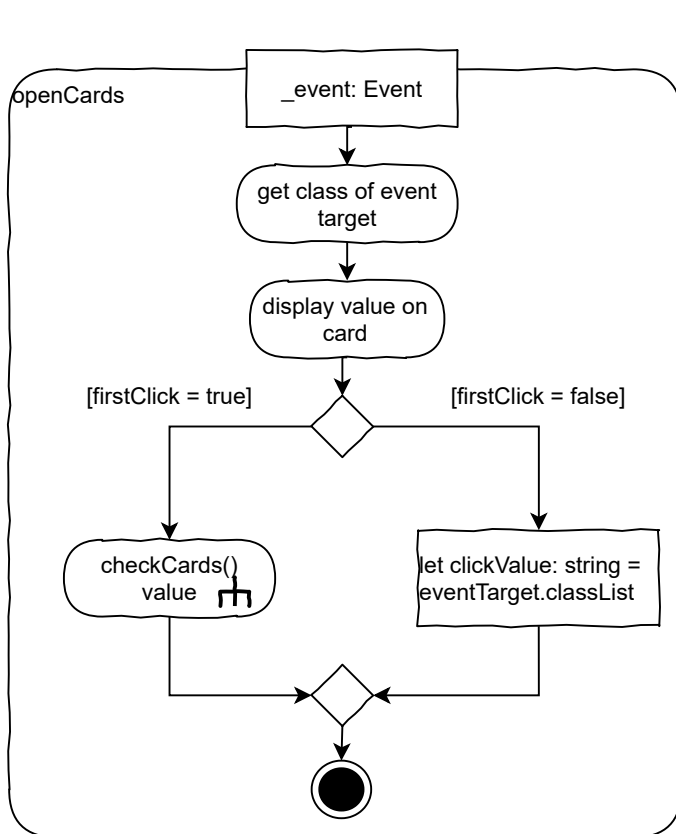 openCards
_event: Event
get class of event
target
display value on
card
[firstClick = true]
[firstClick = false]
checkCards()
value
let clickValue: string =
eventTarget.classList